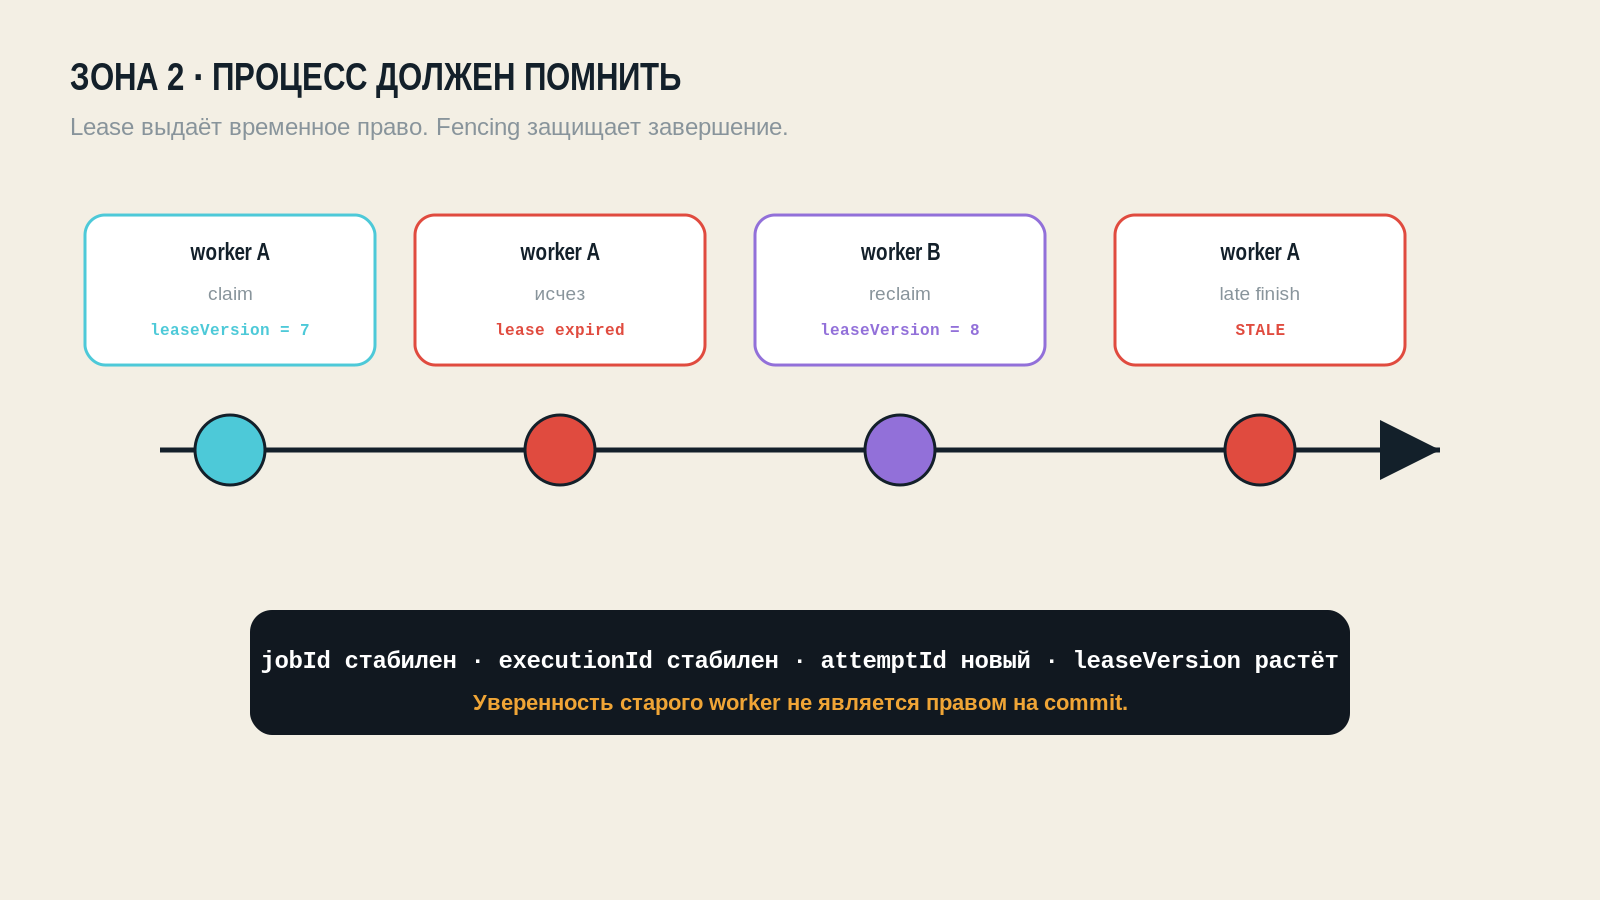 ЗОНА 2 · ПРОЦЕСС ДОЛЖЕН ПОМНИТЬ
Lease выдаёт временное право. Fencing защищает завершение.
worker A
claim
leaseVersion = 7
worker A
исчез
lease expired
worker B
reclaim
leaseVersion = 8
worker A
late finish
STALE
jobId стабилен · executionId стабилен · attemptId новый · leaseVersion растёт
Уверенность старого worker не является правом на commit.